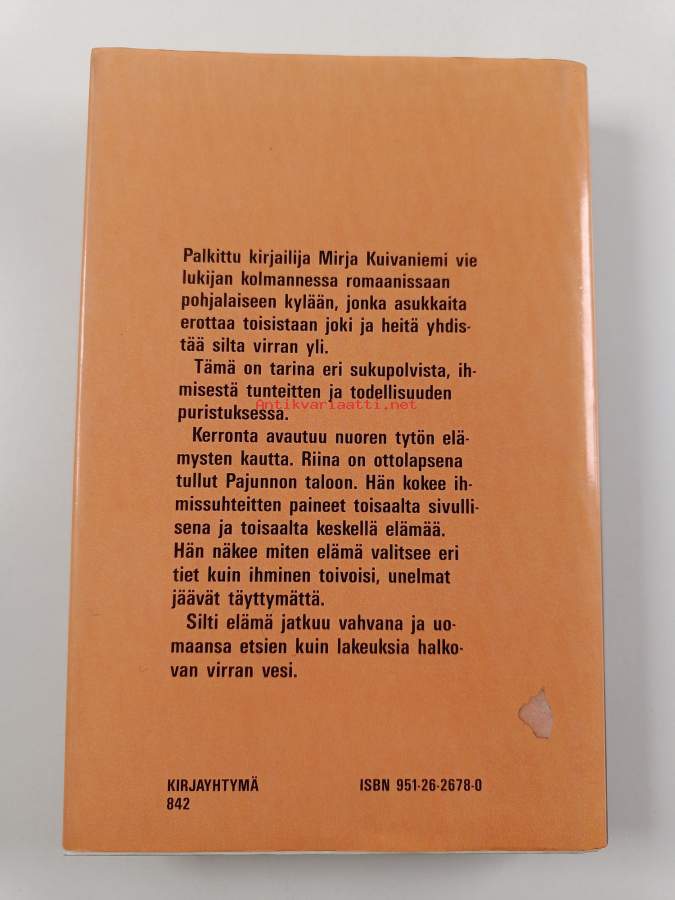 Palkittu kirjailija Mirja Kuivaniemi vie
lukijan kolmannessa romaanissaan
pohjalaiseen kylään, jonka asukkaita
erottaa toisistaan joki ja heitä yhdis-
tää silta virran yli.
Tämä on tarina eri sukupolvista, ih-
misestä tunteitten ja todellisuuden
puristuksessa.
Antikvariaatti.net
Kerronta avautuu nuoren tytön elä-
mysten kautta. Riina on ottolapsena
tullut Pajunnon taloon. Hän kokee ih-
missuhteitten paineet toisaalta sivulli-
sena ja toisaalta keskellä elämää.
Hän näkee miten elämä valitsee eri
tiet kuin ihminen toivoisi, unelmat
jäävät täyttymättä.
Silti elämä jatkuu vahvana ja uo-
maansa etsien kuin lakeuksia halko-
van virran vesi.
KIRJAYHTYMÄ
842
ISBN 951-26-2678-0